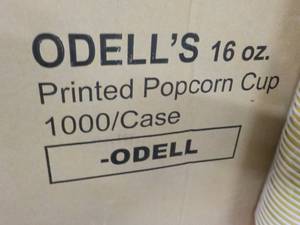 ODELL'S 16 oz.
Printed Popcorn Cup
1000/Case
-ODELL